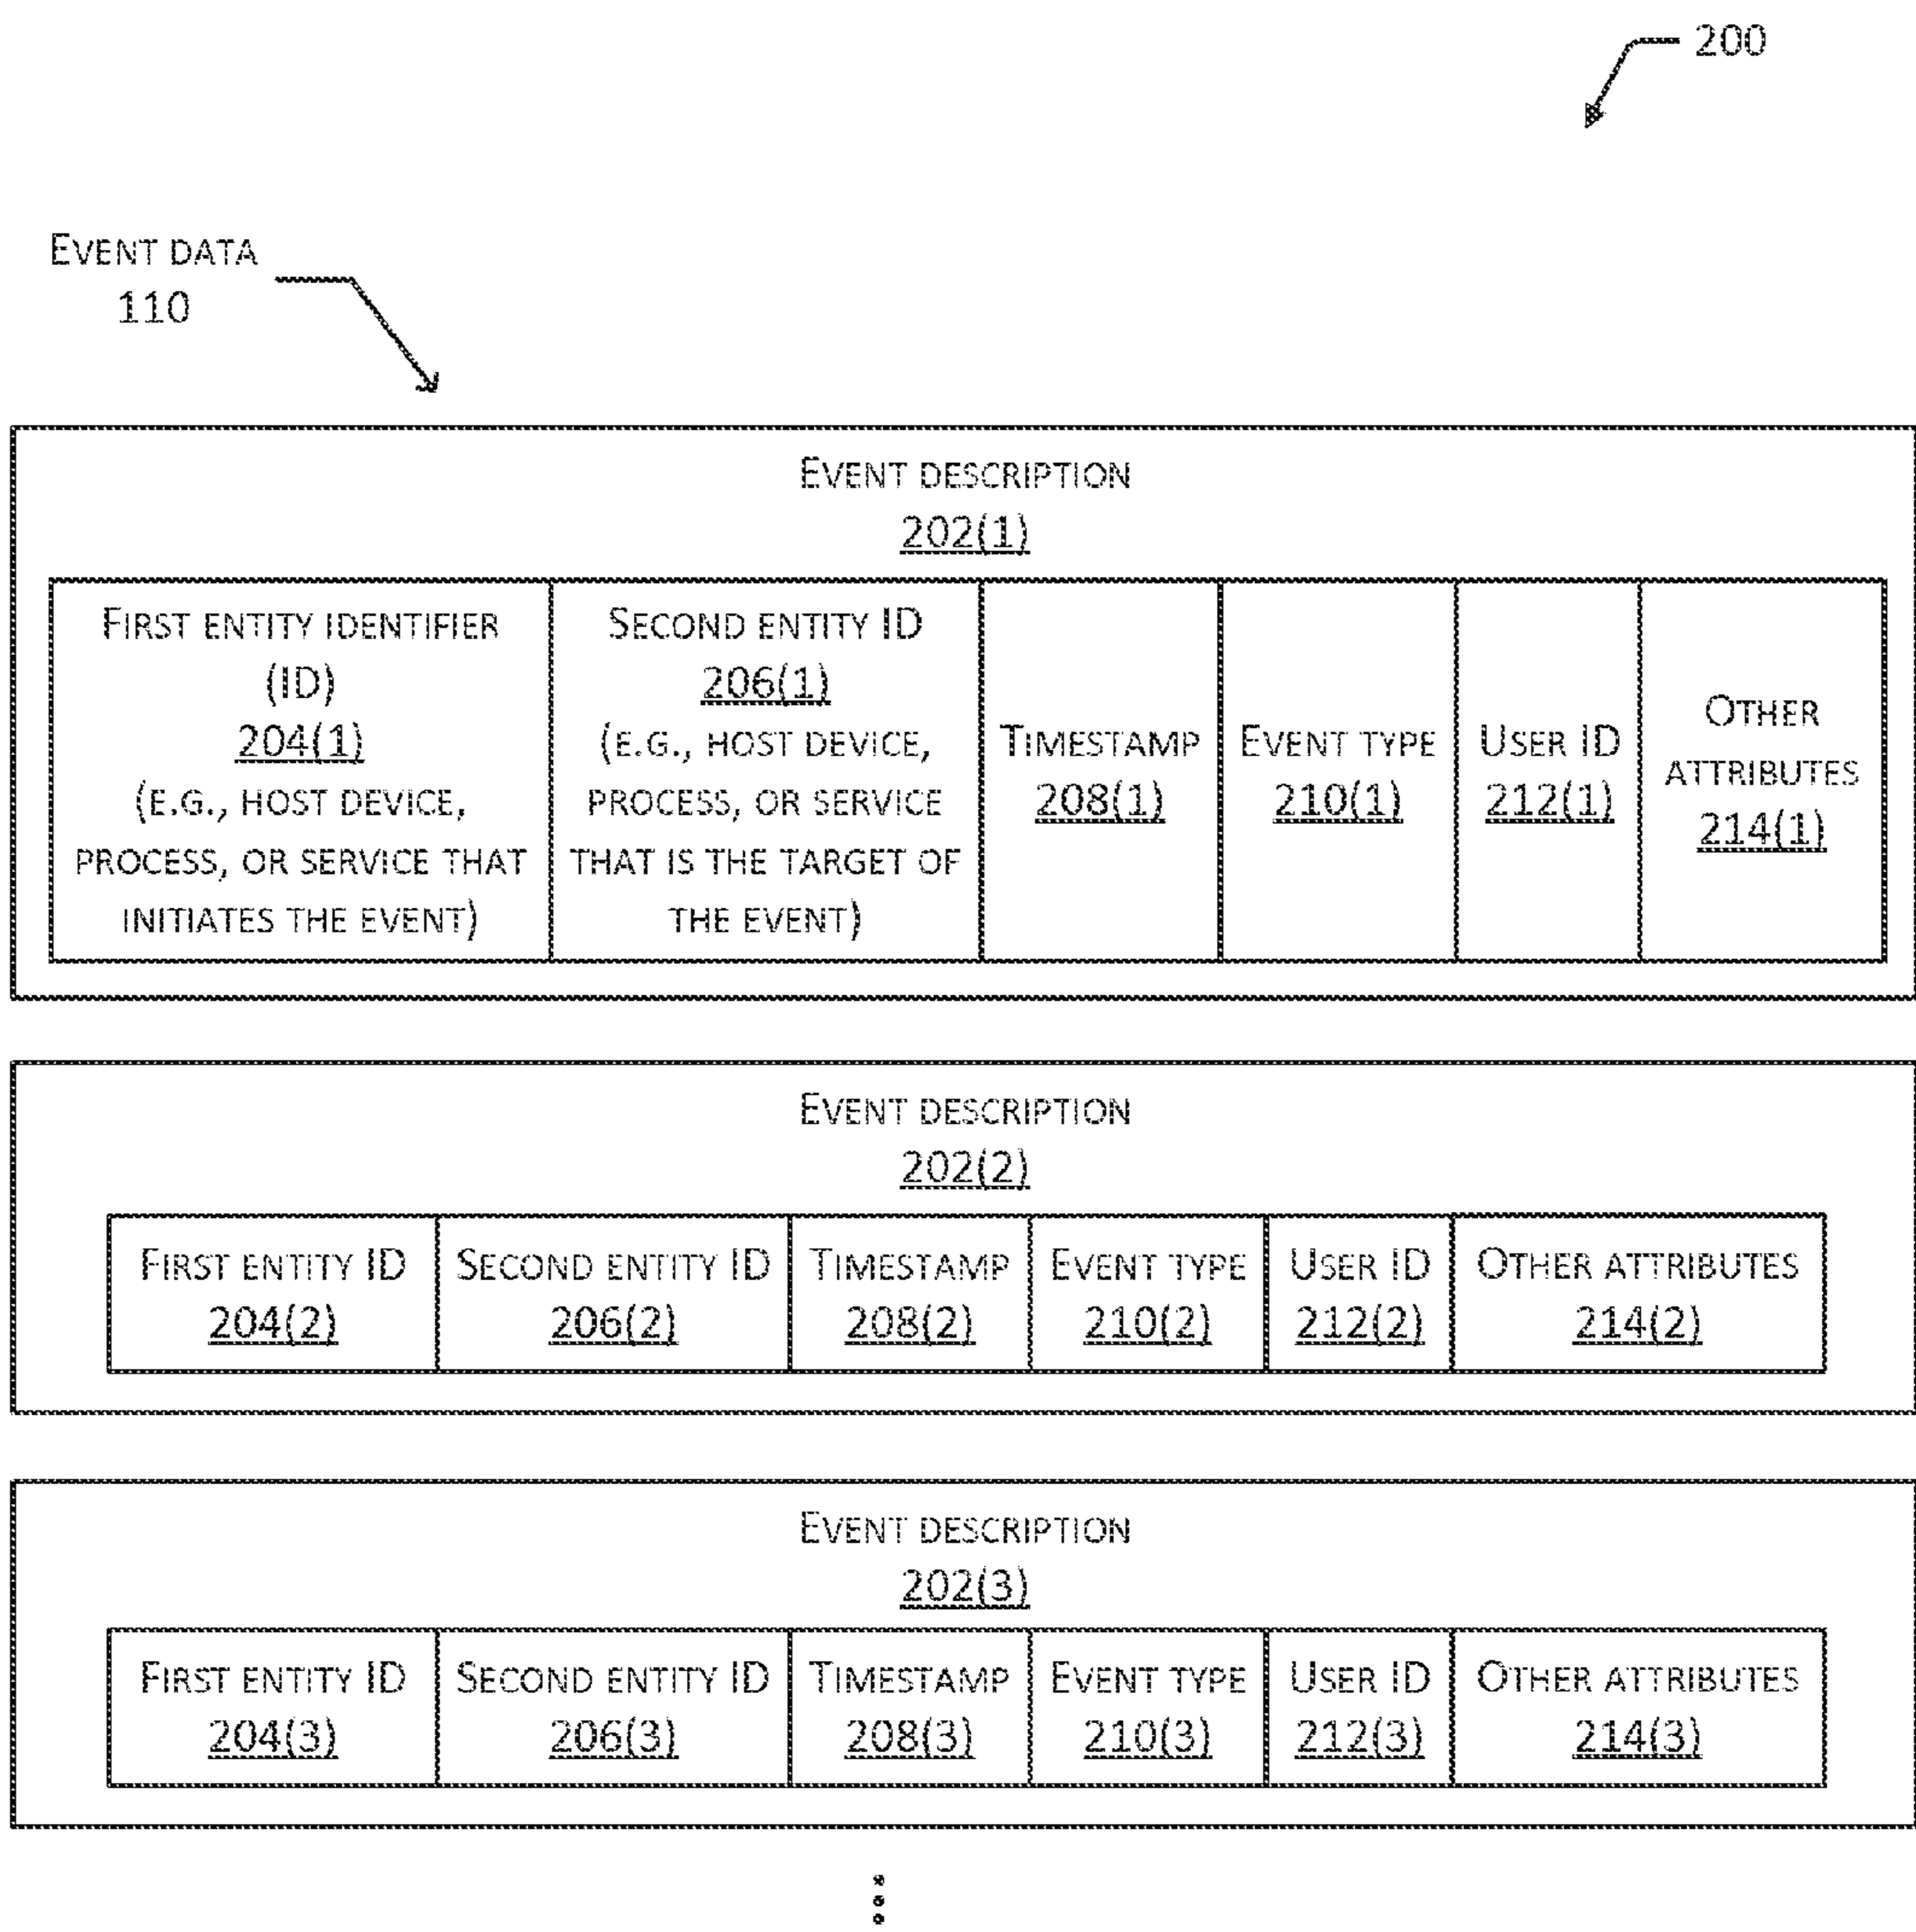 200
EVENT DATA
110
EVENT DESCRIPTION
202(1)
FIRST ENTITY IDENTIFIER
(ID)
204(1)
(E.G., HOST DEVICE,
PROCESS, OR SERVICE THAT
INITIATES THE EVENT)
SECOND ENTITY ID
206(1)
(E.G., HOST DEVICE,
PROCESS, OR SERVICE
THAT IS THE TARGET OF
THE EVENT)
TIMESTAMP
208(1)
EVENT TYPE
210(1)
USER ID
212(1)
OTHER
ATTRIBUTES
214(1)
EVENT DESCRIPTION
202(2)
FIRST ENTITY ID
204(2)
SECOND ENTITY ID
206(2)
TIMESTAMP
208(2)
EVENT TYPE
210(2)
USER ID
212(2)
OTHER ATTRIBUTES
214(2)
EVENT DESCRIPTION
202(3)
FIRST ENTITY ID
204(3)
SECOND ENTITY ID
206(3)
TIMESTAMP
208(3)
EVENT TYPE
210(3)
USER ID
212(3)
OTHER ATTRIBUTES
214(3)